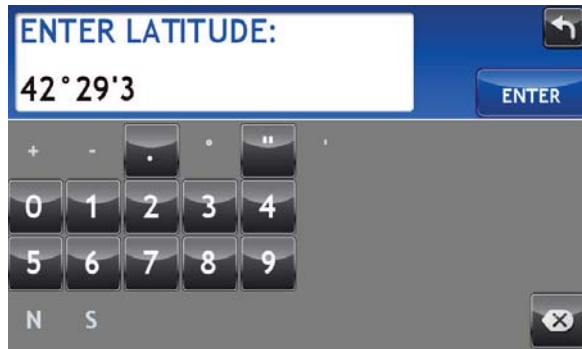 ENTER LATITUDE:
42°29'3
ENTER
+ - . ° " '
0 1 2 3 4
5 6 7 8 9
N S